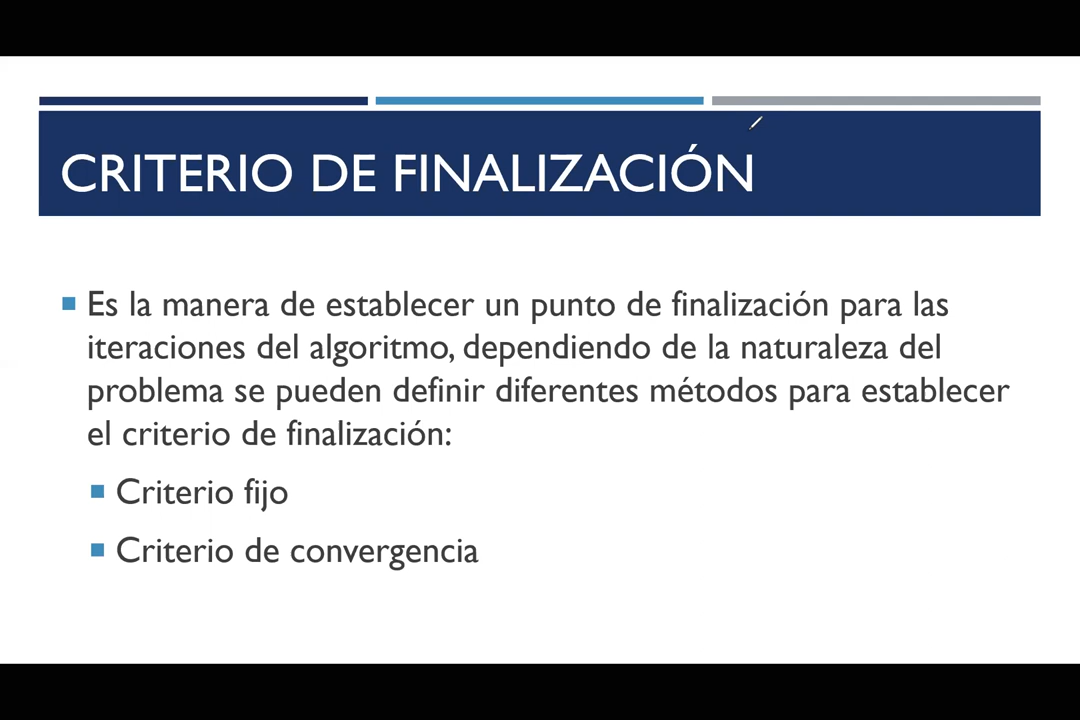 CRITERIO DE FINALIZACIÓN
Es la manera de establecer un punto de finalización para las
iteraciones del algoritmo, dependiendo de la naturaleza del
problema se pueden definir diferentes métodos para establecer
el criterio de finalización:
Criterio fijo
Criterio de convergencia